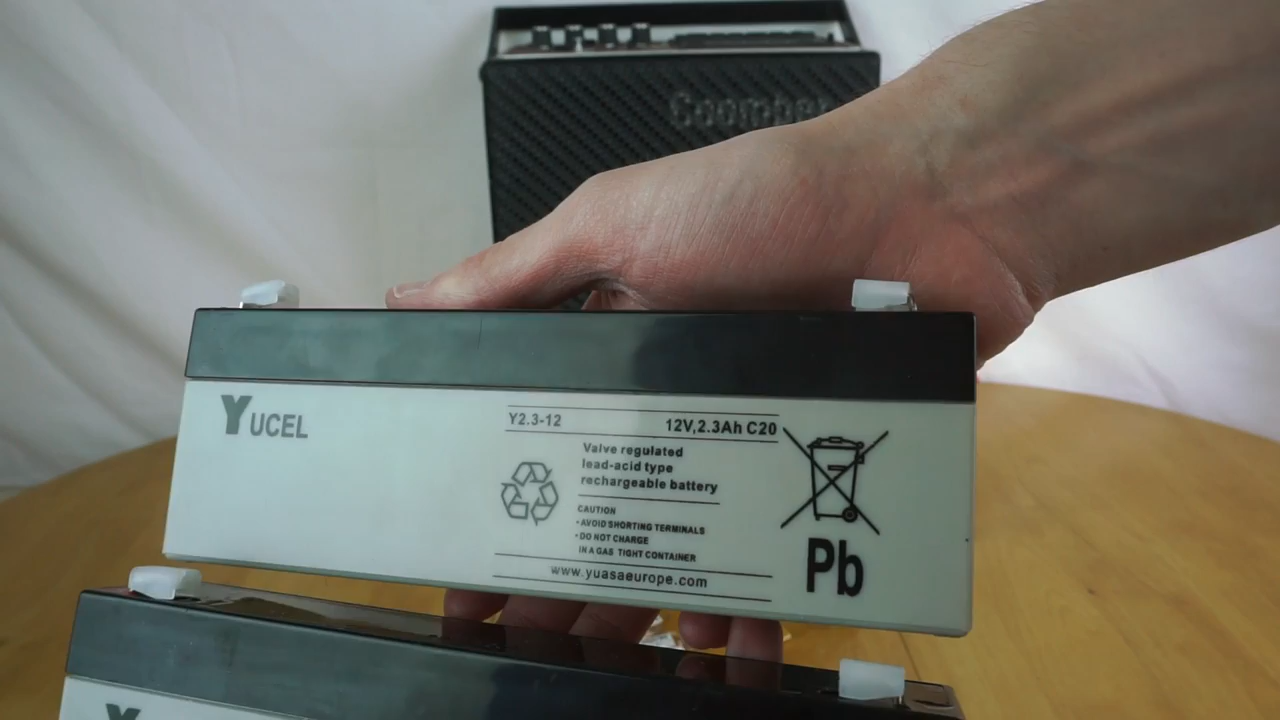 Coomber
YUCEL
Y2.3-12 12V,2.3Ah C20
Valve regulated
lead-acid type
rechargeable battery
CAUTION
• AVOID SHORTING TERMINALS
• DO NOT CHARGE
IN A GAS TIGHT CONTAINER
www.yuasaeurope.com
Pb
Y